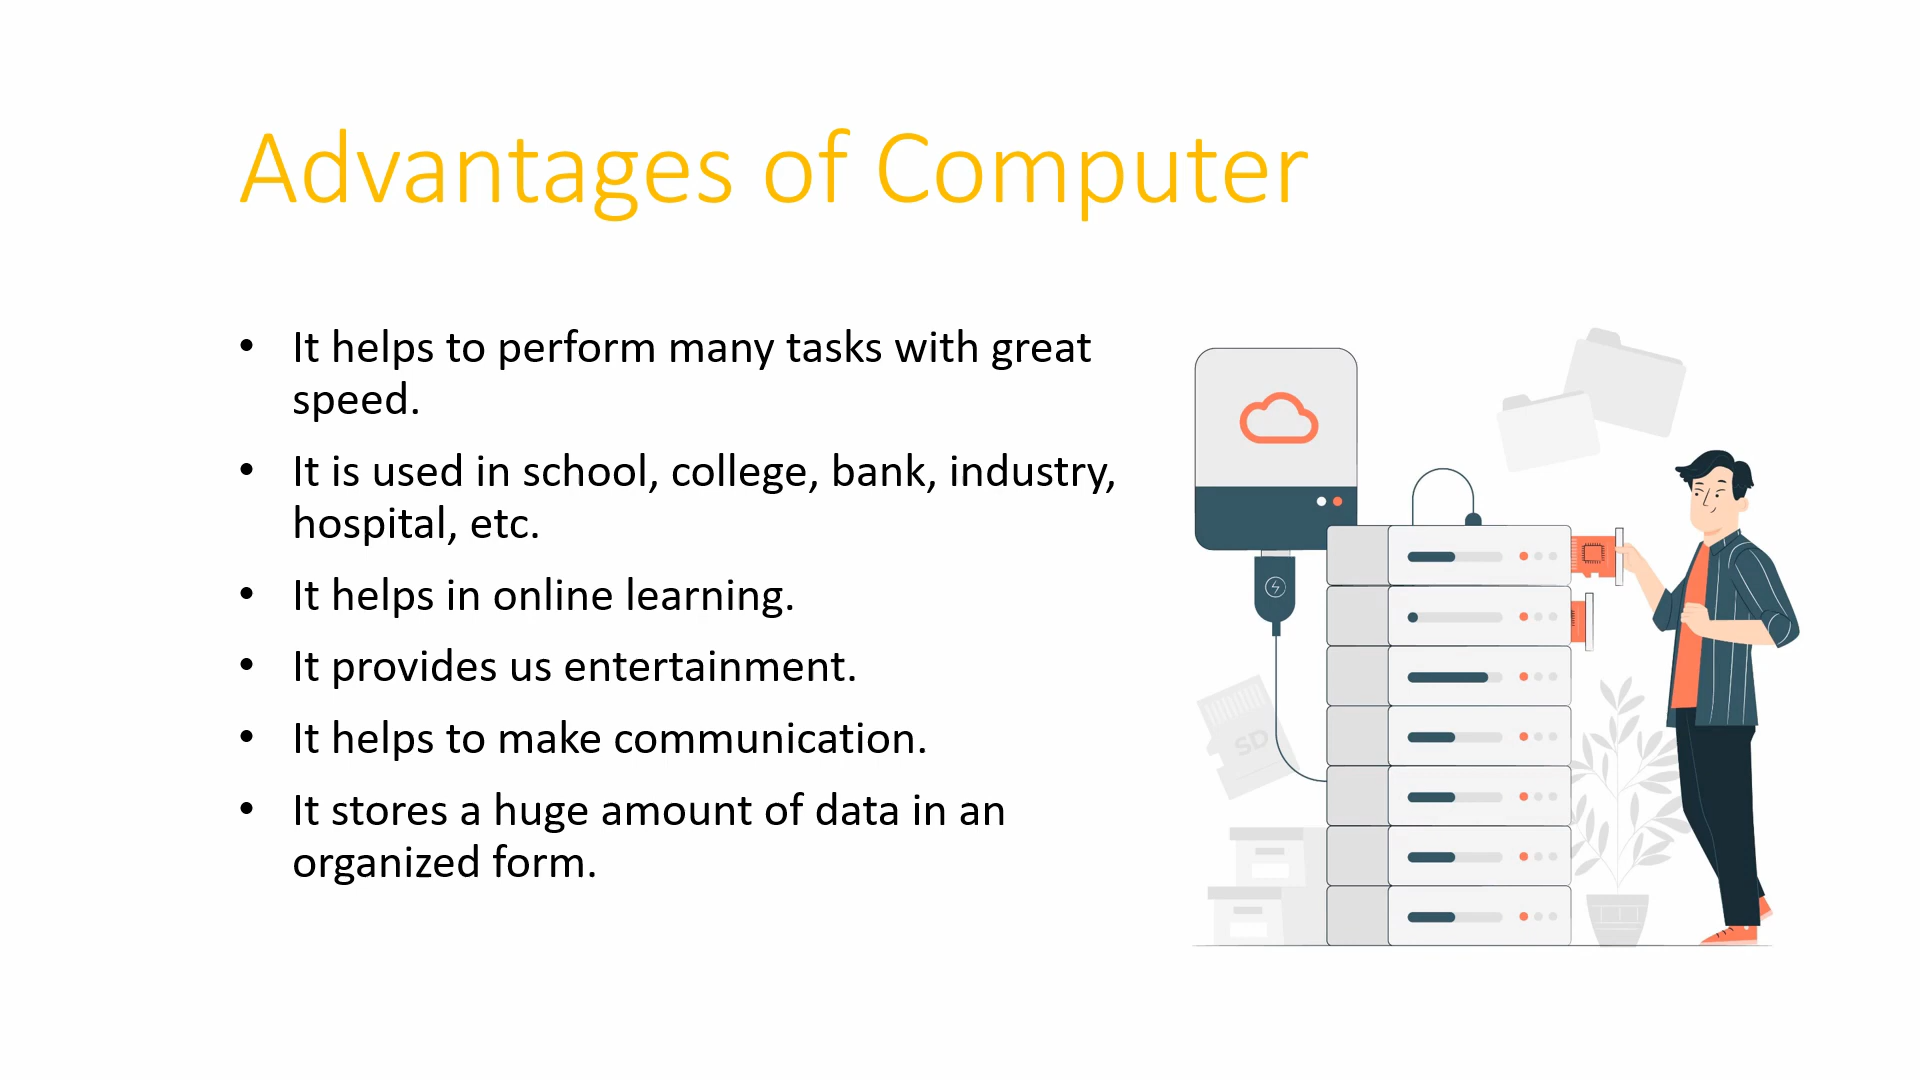 Advantages of Computer
• It helps to perform many tasks with great
speed.
• It is used in school, college, bank, industry,
hospital, etc.
• It helps in online learning.
• It provides us entertainment.
• It helps to make communication.
• It stores a huge amount of data in an
organized form.
SD